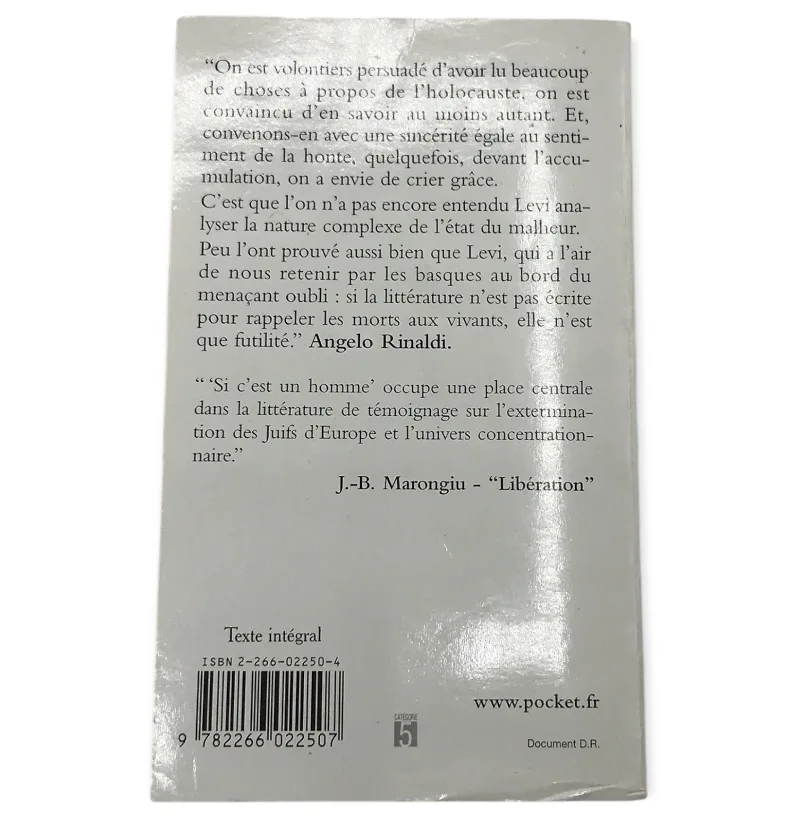 “On est volontiers persuadé d’avoir lu beaucoup
de choses à propos de l’holocauste, on est
convaincu d’en savoir au moins autant. Et,
convenons-en avec une sincérité égale au senti-
ment de la honte, quelquefois, devant l’accu-
mulation, on a envie de crier grâce.
C’est que l’on n’a pas encore entendu Levi ana-
lyser la nature complexe de l’état du malheur.
Peu l’ont prouvé aussi bien que Levi, qui a l’air
de nous retenir par les basques au bord du
menaçant oubli : si la littérature n’est pas écrite
pour rappeler les morts aux vivants, elle n’est
que futilité.” Angelo Rinaldi.
“ ‘Si c’est un homme’ occupe une place centrale
dans la littérature de témoignage sur l’extermina-
tion des Juifs d’Europe et l’univers concentration-
naire.”
J.-B. Marongiu - “Libération”
Texte intégral
ISBN 2-266-02250-4
9 782266 022507
CATÉGORIE
5
www.pocket.fr
Document D.R.